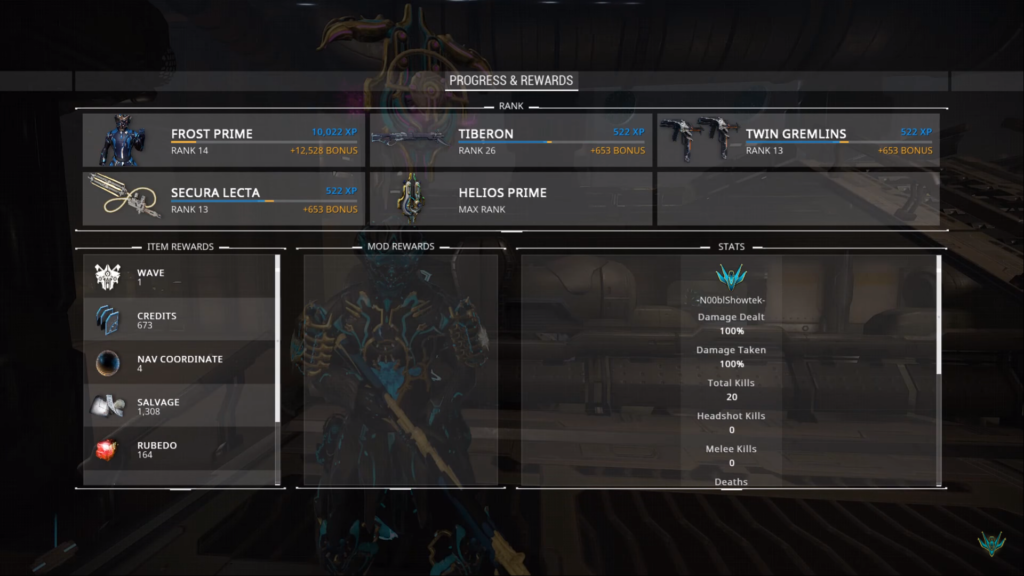 PROGRESS & REWARDS
RANK
FROST PRIME 10,022 XP
RANK 14 +12,528 BONUS
TIBERON 522 XP
RANK 26 +653 BONUS
TWIN GREMLINS 522 XP
RANK 13 +653 BONUS
SECURA LECTA 522 XP
RANK 13 +653 BONUS
HELIOS PRIME
MAX RANK
ITEM REWARDS
WAVE
1
CREDITS
673
NAV COORDINATE
4
SALVAGE
1,308
RUBEDO
164
MOD REWARDS
STATS
-N00blShowtek-
Damage Dealt
100%
Damage Taken
100%
Total Kills
20
Headshot Kills
0
Melee Kills
0
Deaths